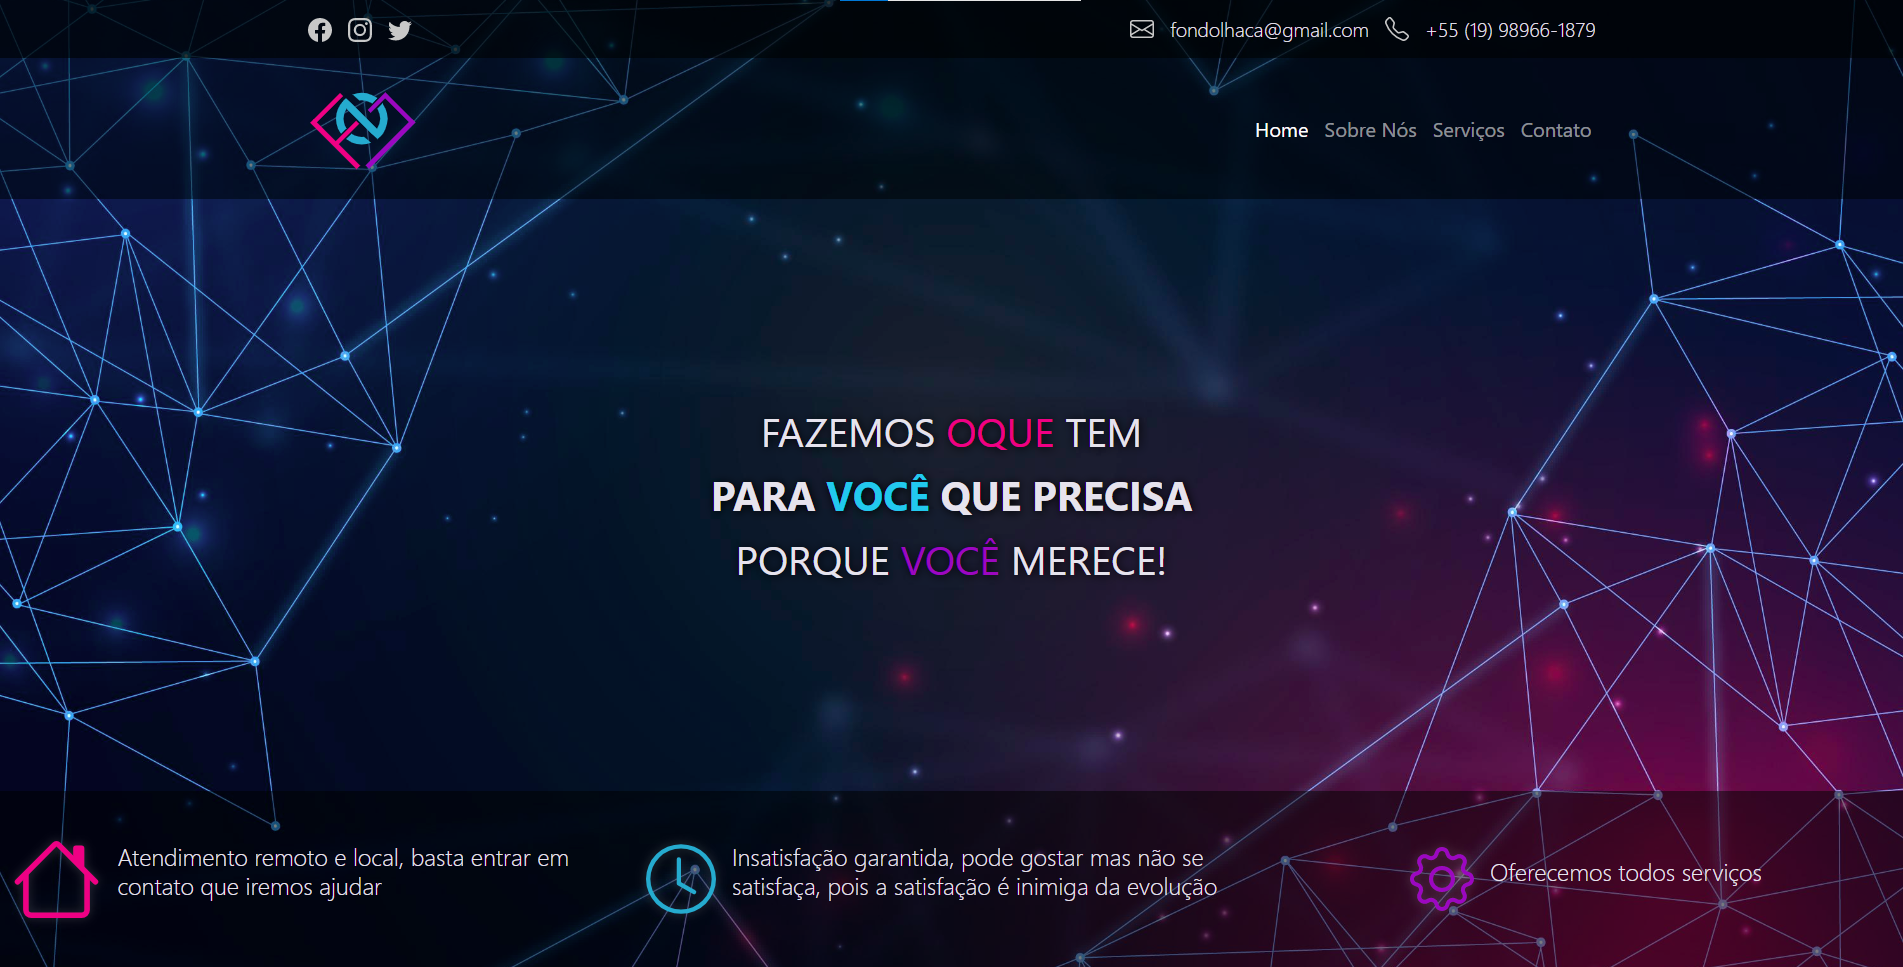 fondolhaca@gmail.com +55 (19) 98966-1879
Home Sobre Nós Serviços Contato
FAZEMOS OQUE TEM
PARA VOCÊ QUE PRECISA
PORQUE VOCÊ MERECE!
Atendimento remoto e local, basta entrar em
contato que iremos ajudar
Insatisfação garantida, pode gostar mas não se
satisfaça, pois a satisfação é inimiga da evolução
Oferecemos todos serviços